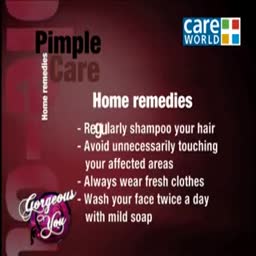 Pimple
Care
Home remedies
care
WORLD
Home remedies
- Regularly shampoo your hair
- Avoid unnecessarily touching
your affected areas
- Always wear fresh clothes
- Wash your face twice a day
with mild soap
Gorgeous
You